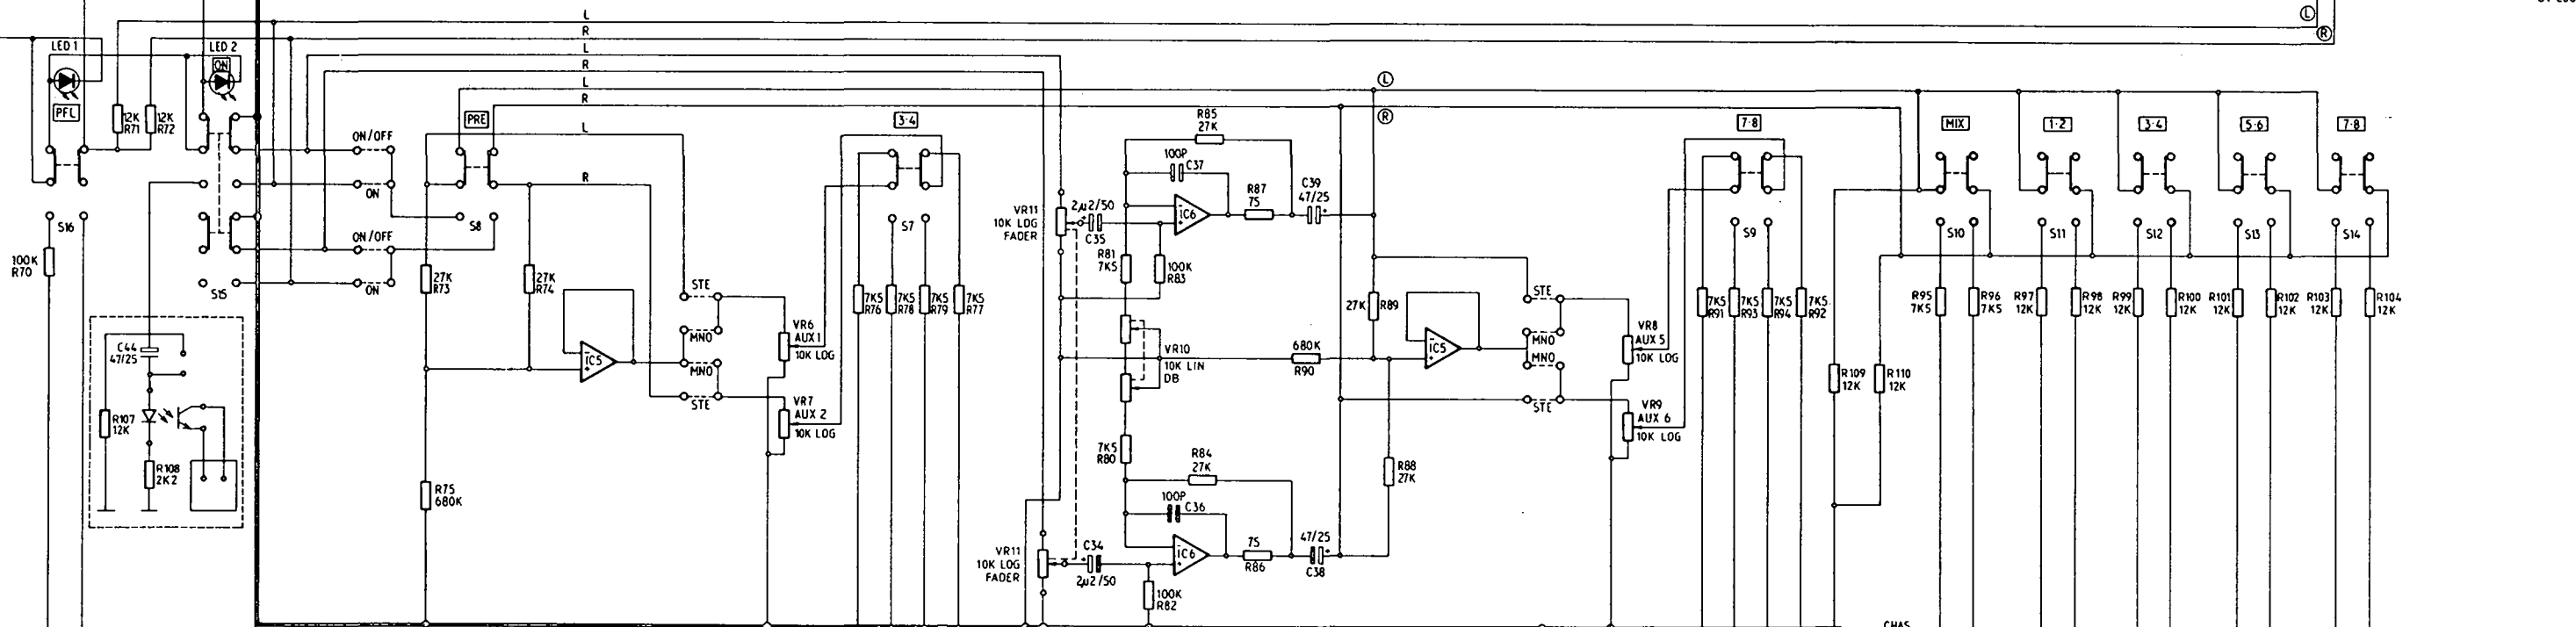 L
R
L
R
L
R
L
R
L
R
L
R
LED 1
PFL
LED 2
ON
12K
R71
12K
R72
S16
100K
R70
S15
ON/OFF
ON
ON/OFF
ON
PRE
S8
27K
R73
27K
R74
R75
680K
C44
47/25
R107
12K
R108
2K2
IC5
STE
MNO
MNO
STE
VR6
AUX 1
10K LOG
VR7
AUX 2
10K LOG
3·4
S7
7K5
R76
7K5
R78
7K5
R79
7K5
R77
VR11
10K LOG
FADER
2µ2/50
C35
R85
27K
100P
C37
IC6
R87
75
C39
47/25
R81
7K5
100K
R83
VR10
10K LIN
DB
7K5
R80
R84
27K
100P
C36
IC6
75
R86
47/25
C38
VR11
10K LOG
FADER
C34
2µ2/50
100K
R82
680K
R90
27K
R89
R88
27K
IC5
STE
MNO
MNO
STE
VR8
AUX 5
10K LOG
VR9
AUX 6
10K LOG
7·8
S9
7K5
R91
7K5
R93
7K5
R94
7K5
R92
R109
12K
R110
12K
MIX
1·2
3·4
5·6
7·8
S10
S11
S12
S13
S14
R95
7K5
R96
7K5
R97
12K
R98
12K
R99
12K
R100
12K
R101
12K
R102
12K
R103
12K
R104
12K
CHAS